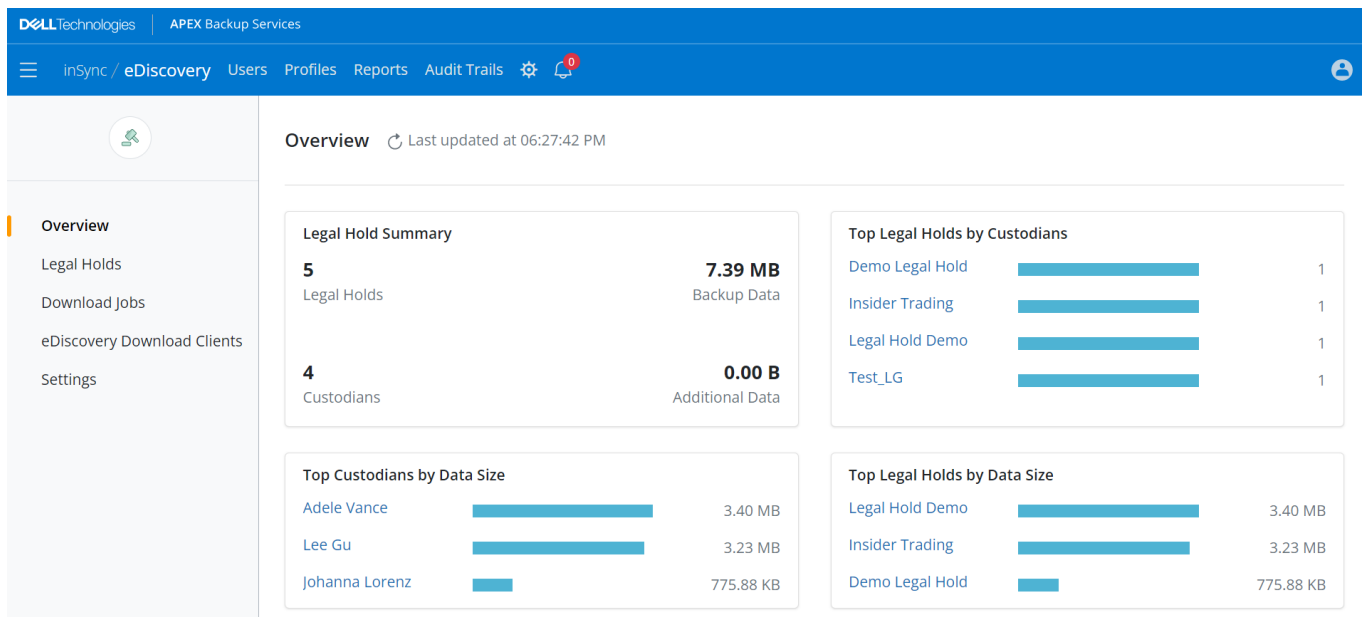 DELLTechnologies APEX Backup Services
inSync / eDiscovery Users Profiles Reports Audit Trails 0
Overview Last updated at 06:27:42 PM
Overview
Legal Holds
Download Jobs
eDiscovery Download Clients
Settings
Legal Hold Summary
5 7.39 MB
Legal Holds Backup Data
4 0.00 B
Custodians Additional Data
Top Legal Holds by Custodians
Demo Legal Hold 1
Insider Trading 1
Legal Hold Demo 1
Test_LG 1
Top Custodians by Data Size
Adele Vance 3.40 MB
Lee Gu 3.23 MB
Johanna Lorenz 775.88 KB
Top Legal Holds by Data Size
Legal Hold Demo 3.40 MB
Insider Trading 3.23 MB
Demo Legal Hold 775.88 KB